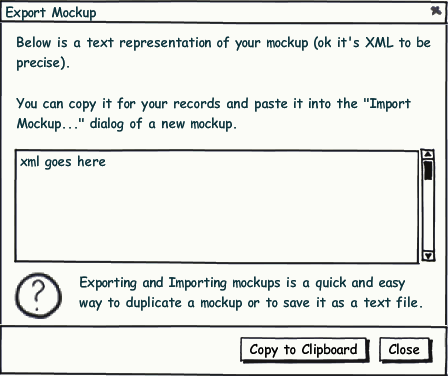 Export Mockup
Below is a text representation of your mockup (ok it's XML to be
precise).
You can copy it for your records and paste it into the "Import
Mockup..." dialog of a new mockup.
xml goes here
?
Exporting and Importing mockups is a quick and easy
way to duplicate a mockup or to save it as a text file.
Copy to Clipboard
Close